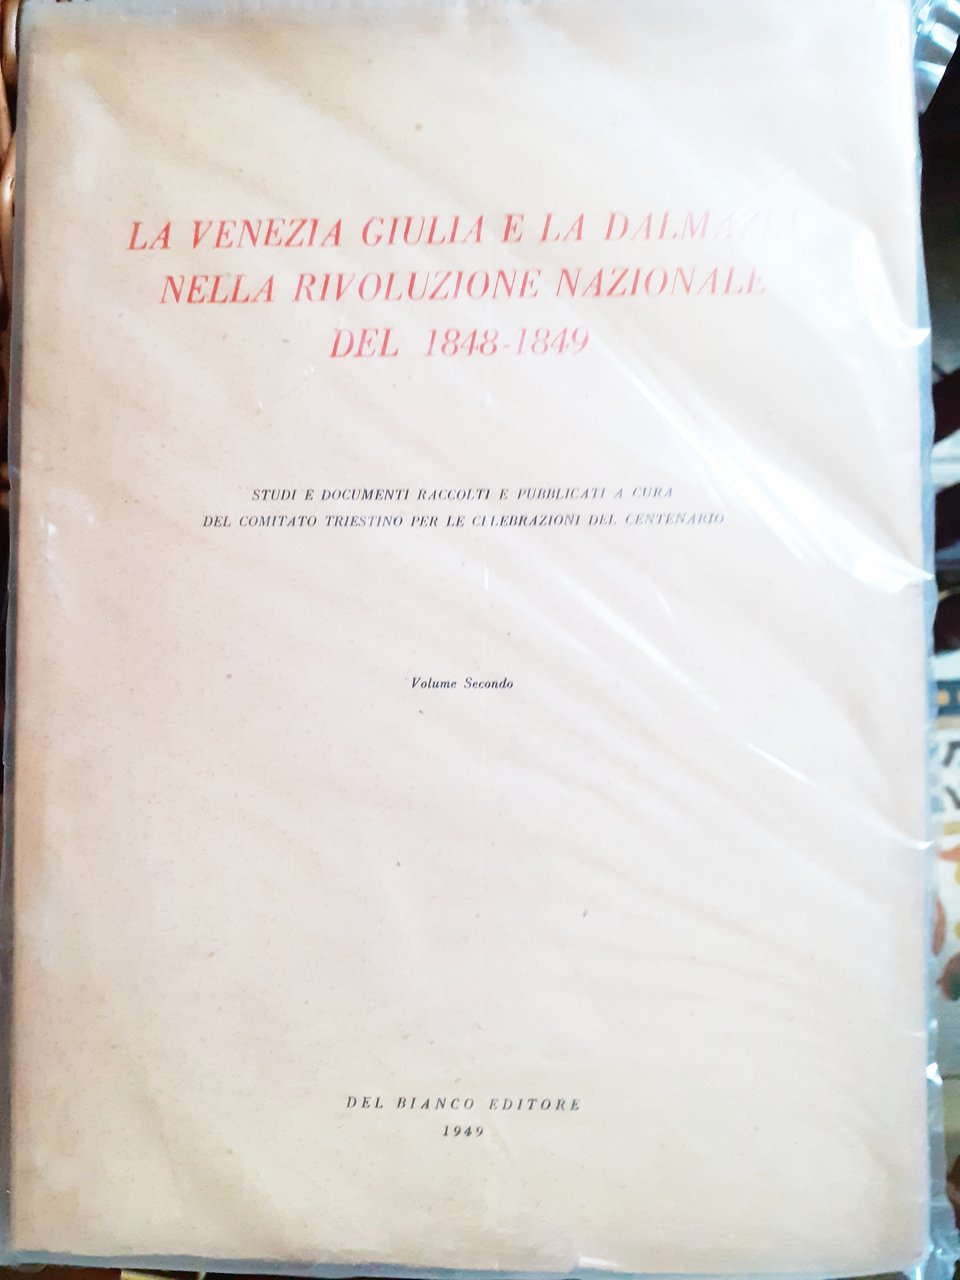 LA VENEZIA GIULIA E LA DALMAZIA
NELLA RIVOLUZIONE NAZIONALE
DEL 1848-1849
STUDI E DOCUMENTI RACCOLTI E PUBBLICATI A CURA
DEL COMITATO TRIESTINO PER LE CELEBRAZIONI DEL CENTENARIO
Volume Secondo
DEL BIANCO EDITORE
1949